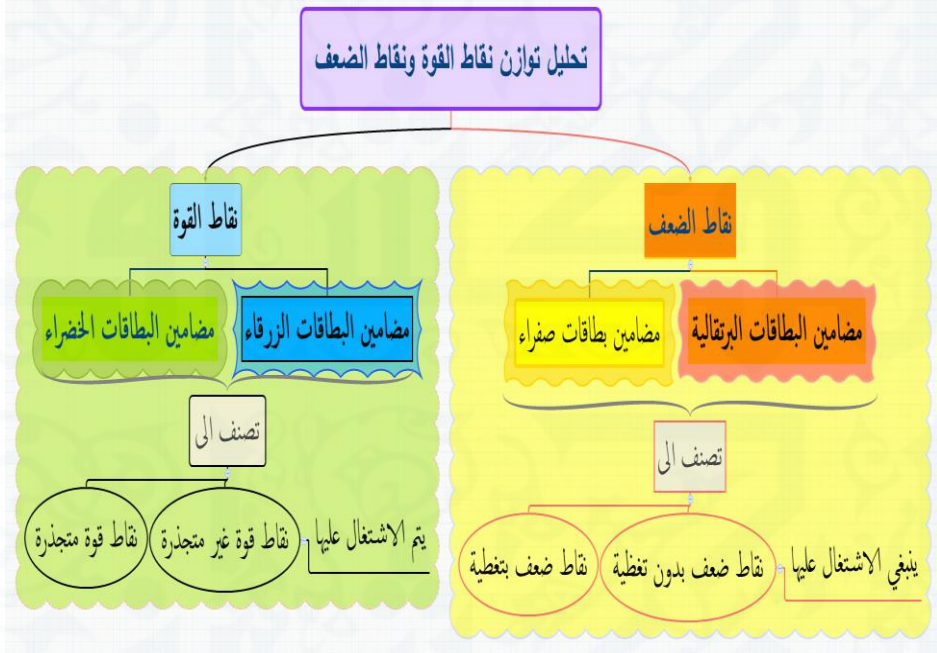 تحليل توازن نقاط القوة ونقاط الضعف
نقاط الضعف
مضامين البطاقات البرتقالية
مضامين بطاقات صفراء
تصنف الى
ينبغي الاشتغال عليها
نقاط ضعف بدون تغطية
نقاط ضعف بتغطية
نقاط القوة
مضامين البطاقات الزرقاء
مضامين البطاقات الخضراء
تصنف الى
يتم الاشتغال عليها
نقاط قوة غير متجذرة
نقاط قوة متجذرة